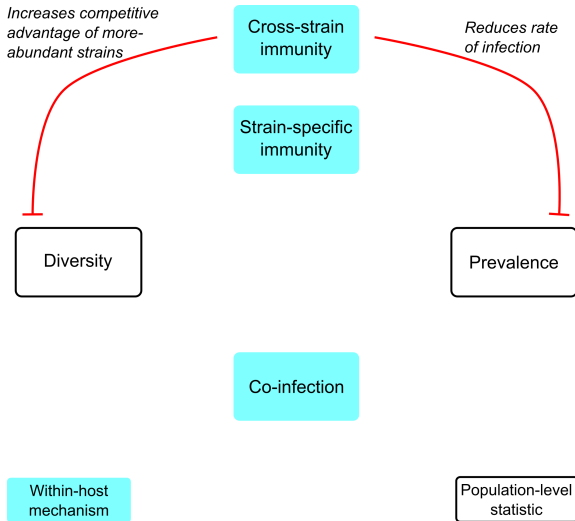 Increases competitive
advantage of more-
abundant strains
Cross-strain
immunity
Reduces rate
of infection
Strain-specific
immunity
Diversity
Prevalence
Co-infection
Within-host
mechanism
Population-level
statistic